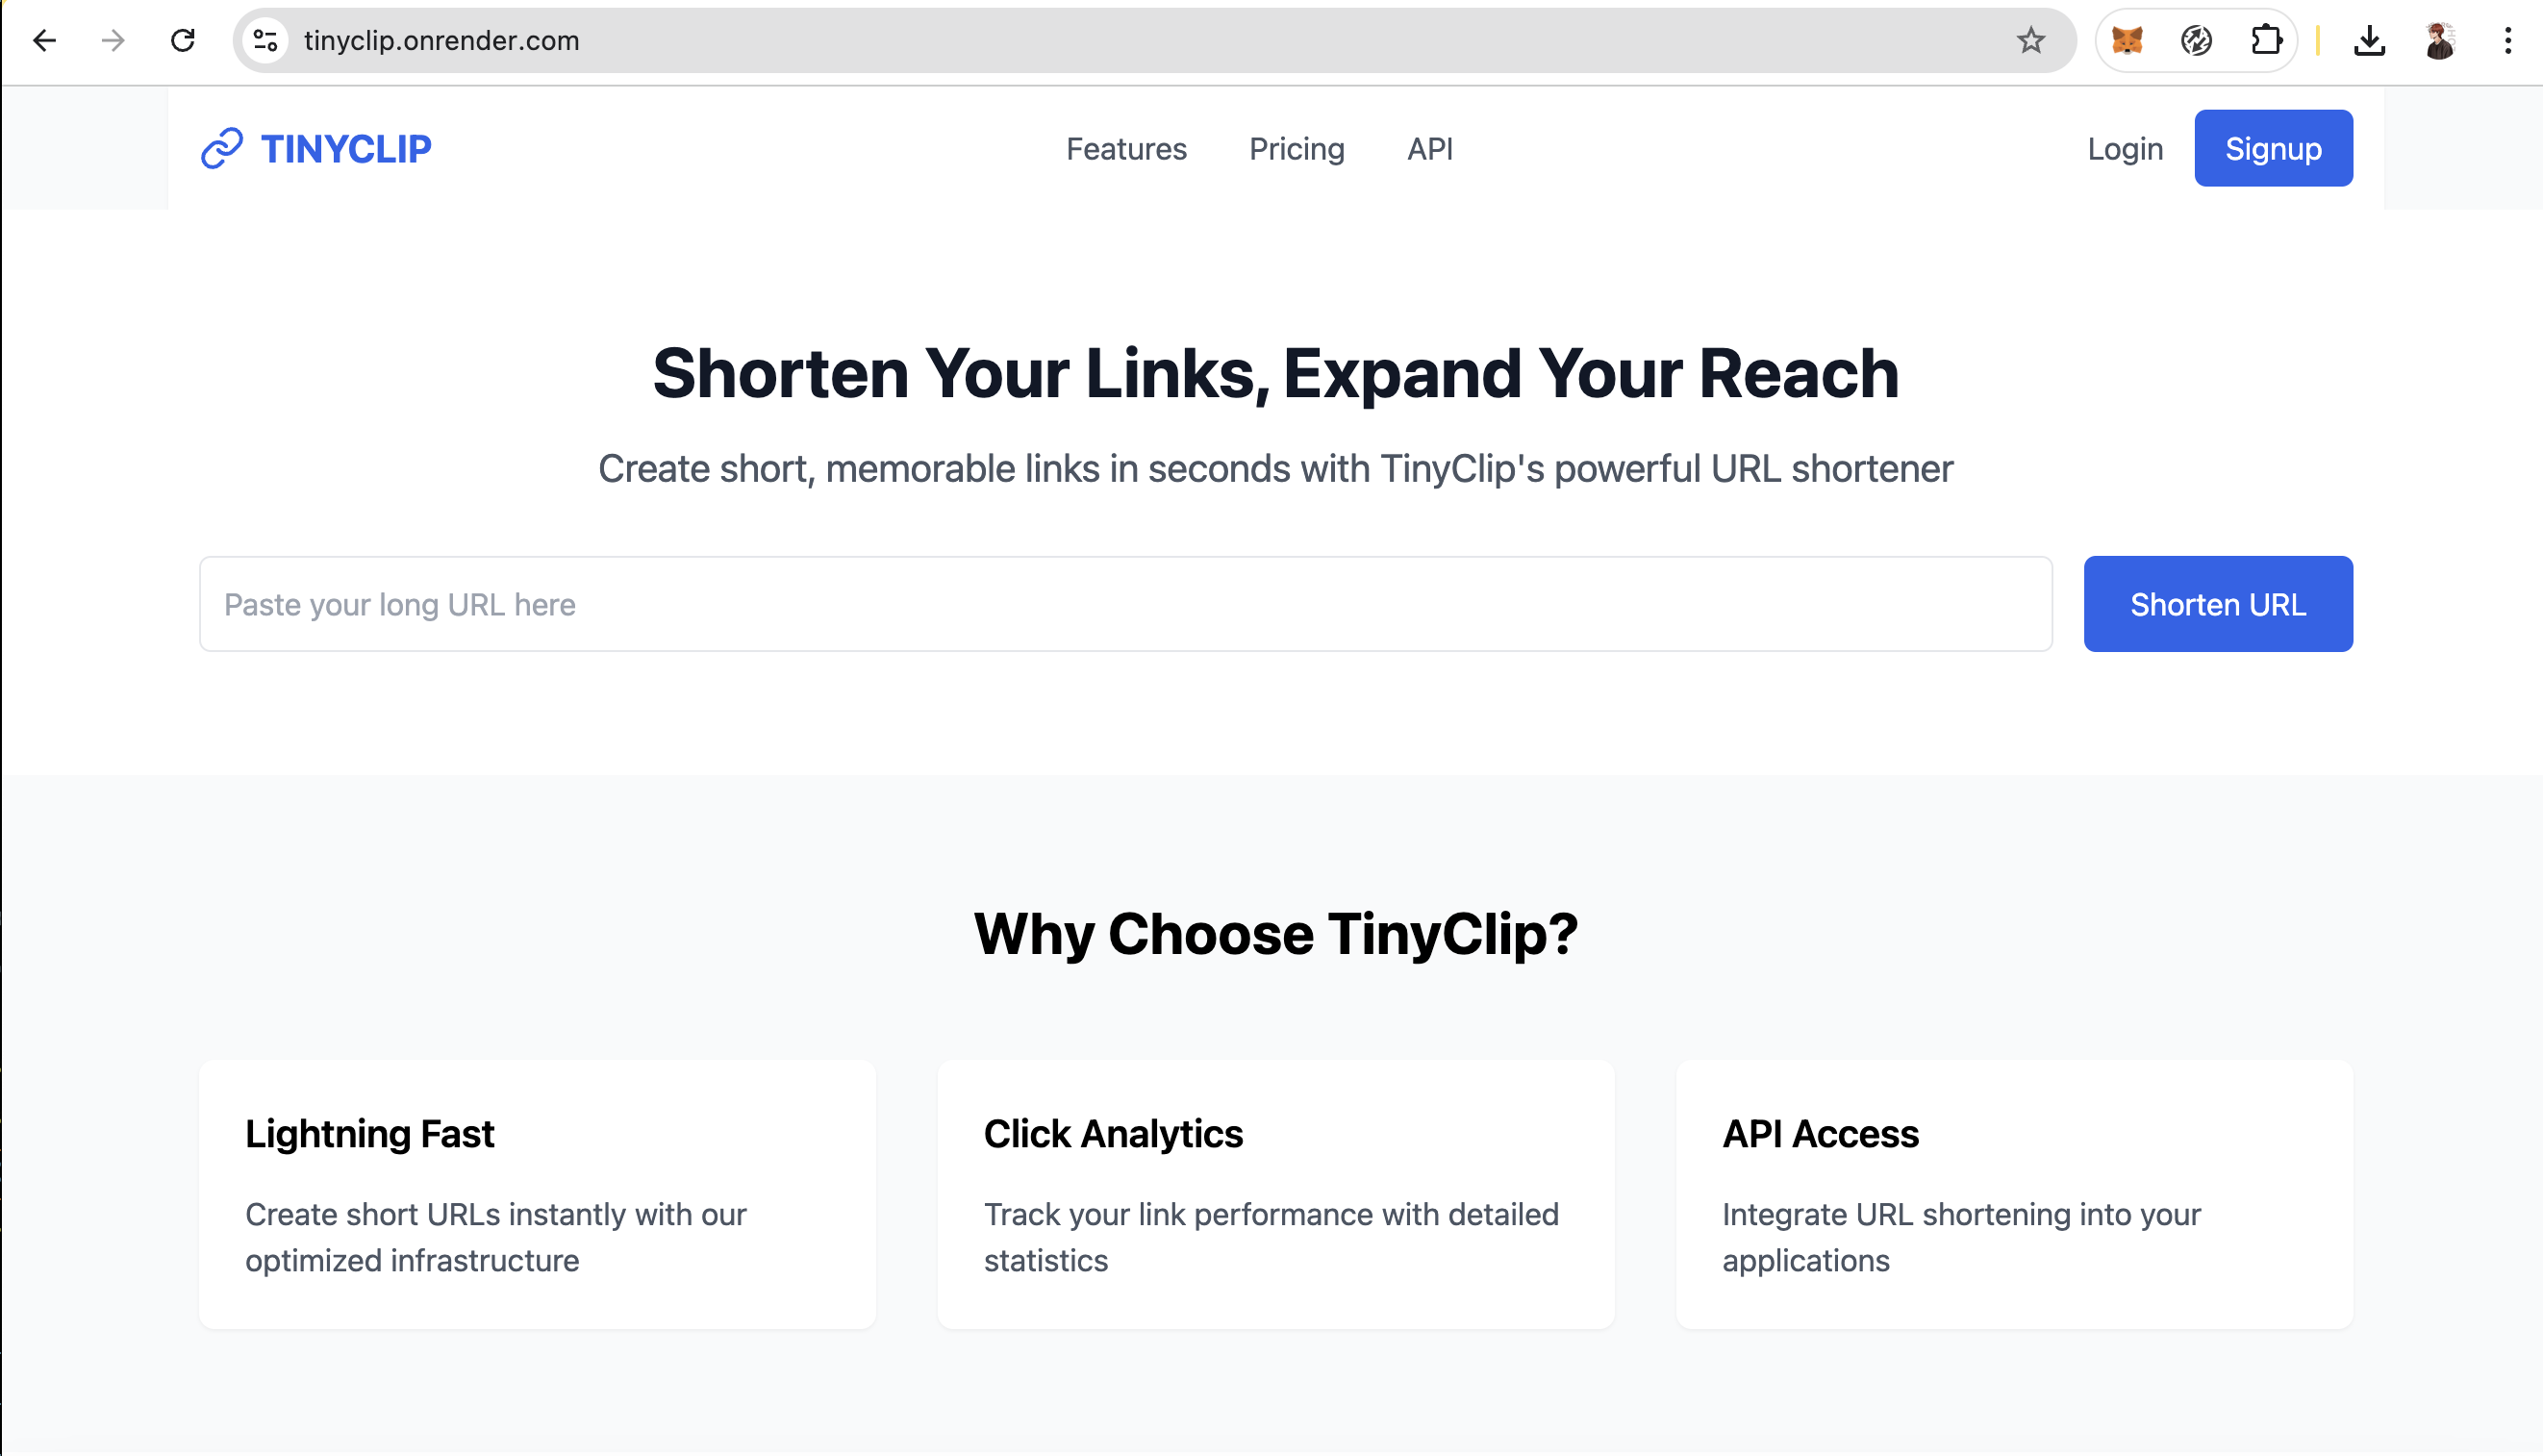 tinyclip.onrender.com
TINYCLIP
Features
Pricing
API
Login
Signup
Shorten Your Links, Expand Your Reach
Create short, memorable links in seconds with TinyClip's powerful URL shortener
Paste your long URL here
Shorten URL
Why Choose TinyClip?
Lightning Fast
Create short URLs instantly with our
optimized infrastructure
Click Analytics
Track your link performance with detailed
statistics
API Access
Integrate URL shortening into your
applications